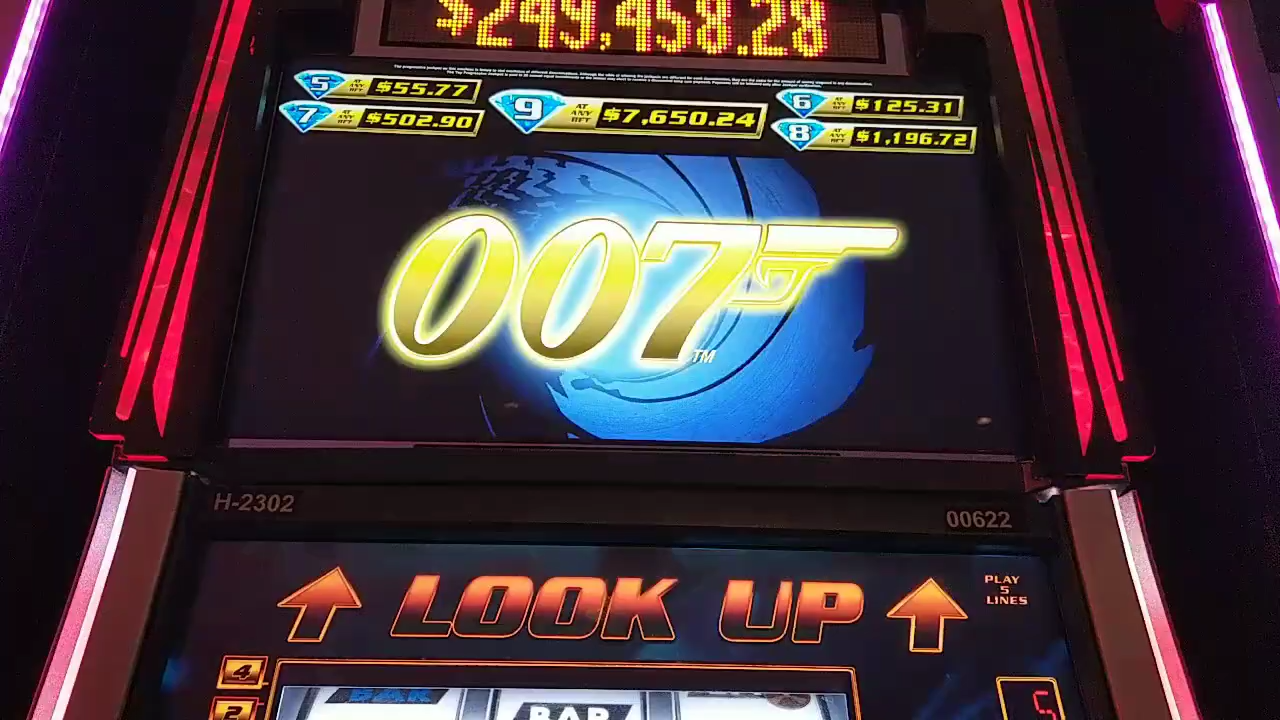 $249,458.28
5 AT ANY BET $55.77
7 AT ANY BET $502.90
9 AT ANY BET $7,650.24
6 AT ANY BET $125.31
8 AT ANY BET $1,196.72
007 TM
H-2302
00622
LOOK UP
PLAY
5
LINES
4
2
BAR
BAR
5